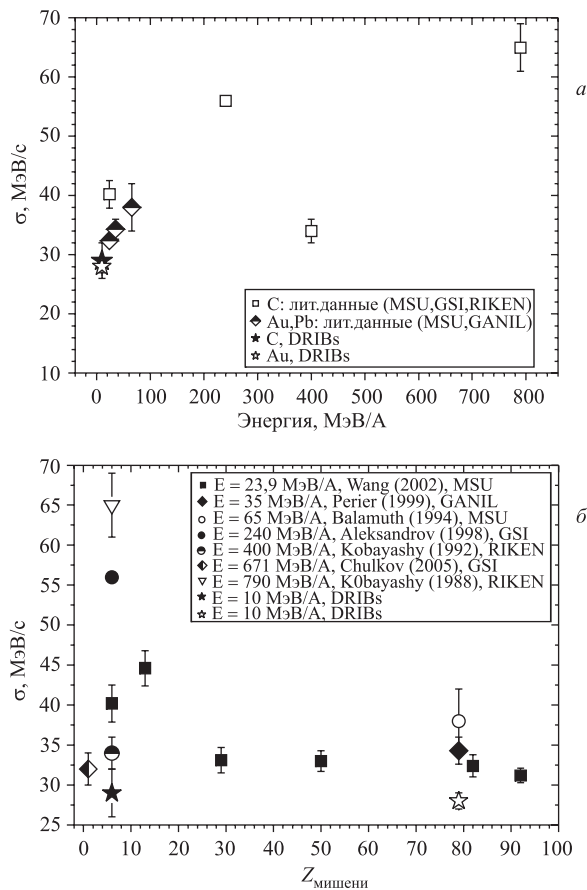 70
60
50
40
30
20
10
σ, МэВ/с
а
□ C: лит.данные (MSU,GSI,RIKEN)
Au,Pb: лит.данные (MSU,GANIL)
★ C, DRIBs
☆ Au, DRIBs
0 100 200 300 400 500 600 700 800
Энергия, МэВ/A
70
65
60
55
50
45
40
35
30
25
σ, МэВ/с
б
■ E = 23,9 МэВ/A, Wang (2002), MSU
◆ E = 35 МэВ/A, Perier (1999), GANIL
○ E = 65 МэВ/A, Balamuth (1994), MSU
● E = 240 МэВ/A, Aleksandrov (1998), GSI
E = 400 МэВ/A, Kobayashy (1992), RIKEN
E = 671 МэВ/A, Chulkov (2005), GSI
▽ E = 790 МэВ/A, K0bayashy (1988), RIKEN
★ E = 10 МэВ/A, DRIBs
☆ E = 10 МэВ/A, DRIBs
0 10 20 30 40 50 60 70 80 90 100
Zмишени